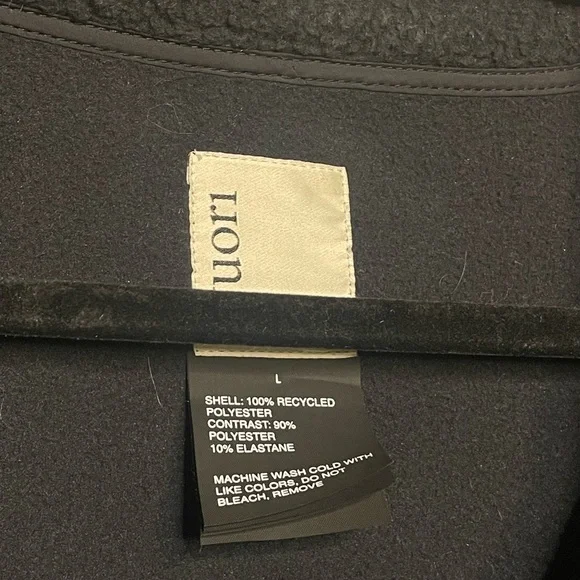 uori
L
SHELL: 100% RECYCLED
POLYESTER
CONTRAST: 90%
POLYESTER
10% ELASTANE
MACHINE WASH COLD WITH
LIKE COLORS, DO NOT
BLEACH, REMOVE